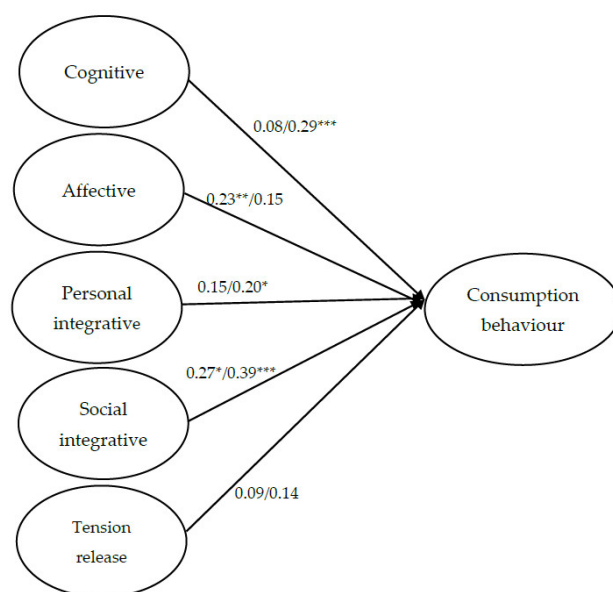 Cognitive
0.08/0.29***
Affective
0.23**/0.15
Personal
integrative
0.15/0.20*
Consumption
behaviour
0.27*/0.39***
Social
integrative
0.09/0.14
Tension
release